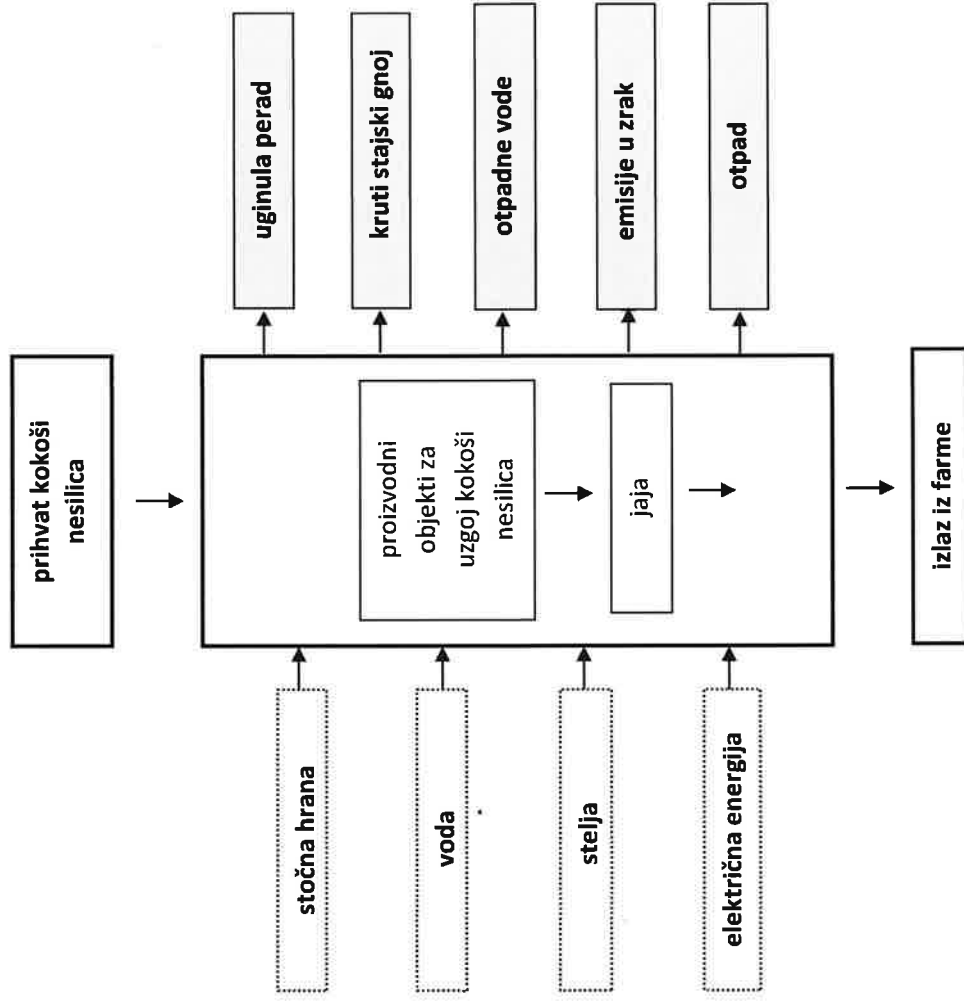 prihvat kokoši
nesilica
stočna hrana
voda
stelja
električna energija
proizvodni
objekti za
uzgoj kokoši
nesilica
jaja
uginula perad
kruti stajski gnoj
otpadne vode
emisije u zrak
otpad
izlaz iz farme